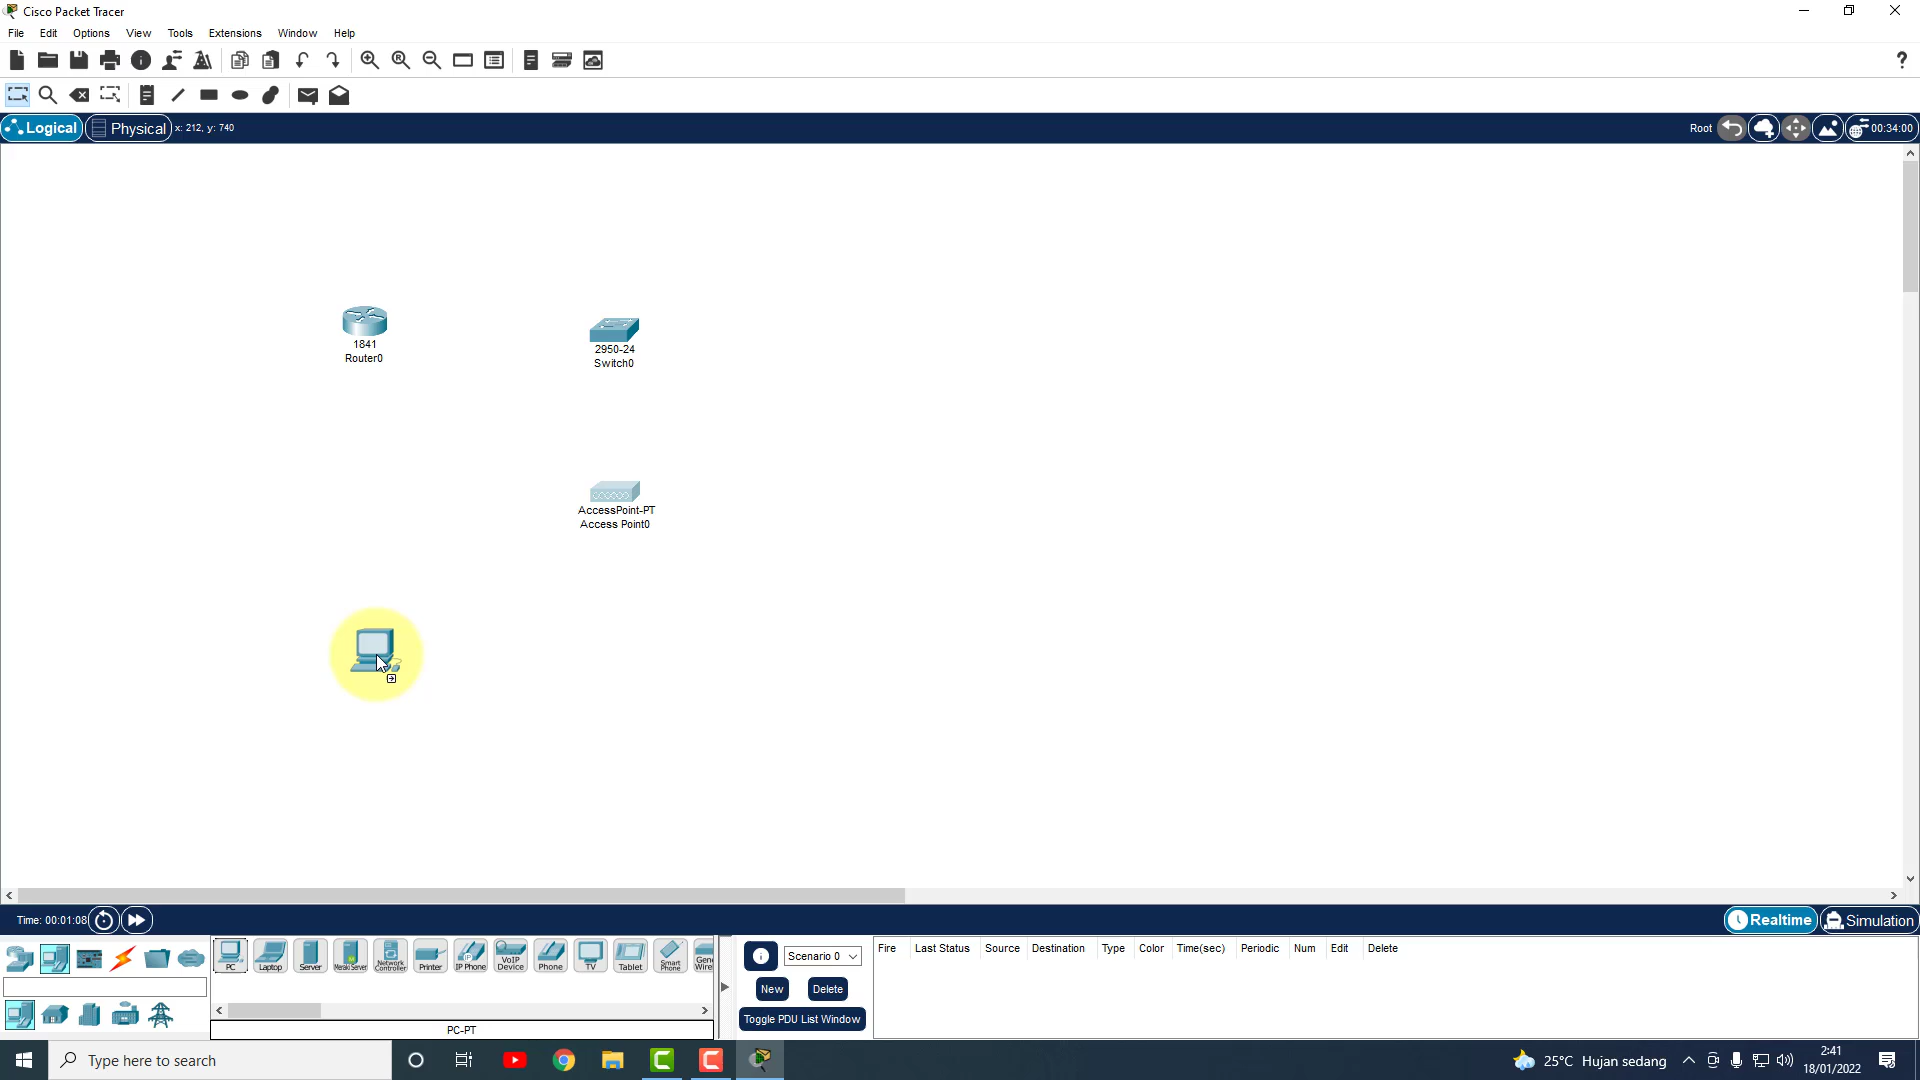 Cisco Packet Tracer
File Edit Options View Tools Extensions Window Help
?
Logical Physical x: 212, y: 740 Root 00:34:00
1841
Router0
2950-24
Switch0
AccessPoint-PT
Access Point0
Time: 00:01:08 Realtime Simulation
PC Laptop Server Meraki Server Network Controller Printer IP Phone VoIP Device Phone TV Tablet Smart Phone
PC-PT
Scenario 0
New Delete
Toggle PDU List Window
Fire Last Status Source Destination Type Color Time(sec) Periodic Num Edit Delete
Type here to search
25°C Hujan sedang
2:41
18/01/2022